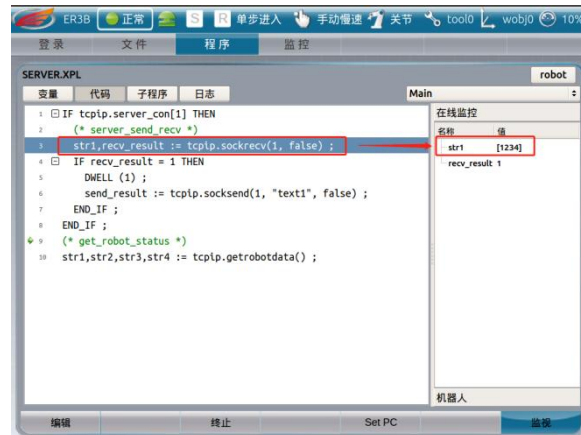 ER3B 正常 S R 单步进入 手动慢速 关节 tool0 wobj0 10%
登录 文件 程序 监控
SERVER.XPL robot
变量 代码 子程序 日志 Main
1 IF tcpip.server_con[1] THEN
2 (* server_send_recv *)
3 str1,recv_result := tcpip.sockrecv(1, false) ;
4 IF recv_result = 1 THEN
5 DWELL (1) ;
6 send_result := tcpip.socksend(1, "text1", false) ;
7 END_IF ;
8 END_IF ;
9 (* get_robot_status *)
10 str1,str2,str3,str4 := tcpip.getrobotdata() ;
在线监控
名称 值
str1 [1234]
recv_result 1
机器人
编辑 终止 Set PC 监视